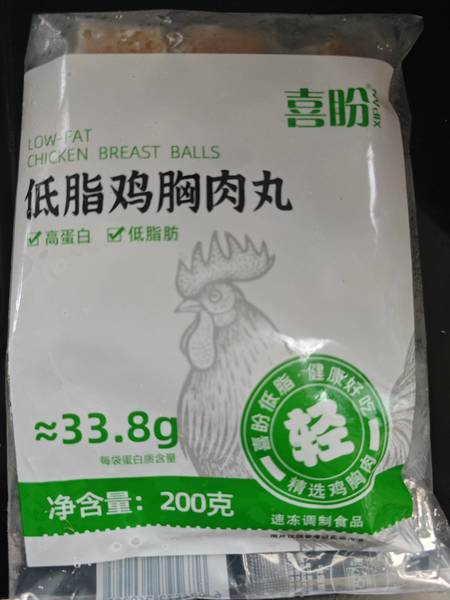 喜盼
XIPAN
LOW-FAT
CHICKEN BREAST BALLS
低脂鸡胸肉丸
高蛋白 低脂肪
喜盼低脂 健康好吃
轻
精选鸡胸肉
≈33.8g
每袋蛋白质含量
净含量：200克
速冻调制食品